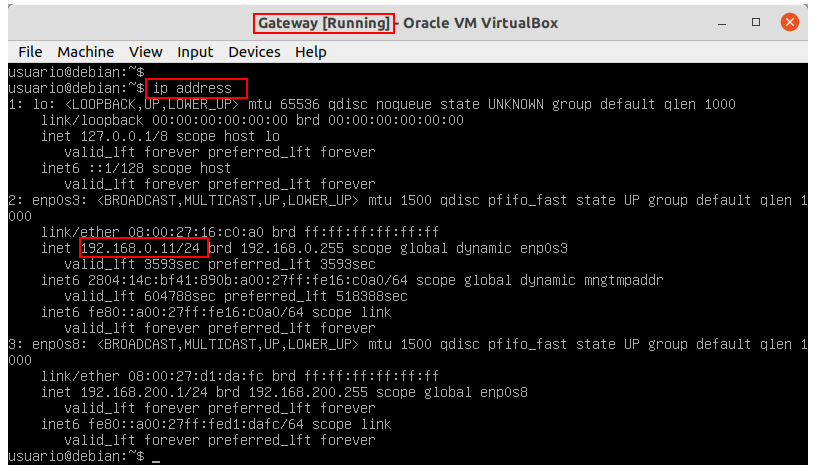 Gateway [Running] - Oracle VM VirtualBox
File Machine View Input Devices Help
usuario@debian:~$
usuario@debian:~$ ip address
1: lo: <LOOPBACK,UP,LOWER_UP> mtu 65536 qdisc noqueue state UNKNOWN group default qlen 1000
    link/loopback 00:00:00:00:00:00 brd 00:00:00:00:00:00
    inet 127.0.0.1/8 scope host lo
       valid_lft forever preferred_lft forever
    inet6 ::1/128 scope host
       valid_lft forever preferred_lft forever
2: enp0s3: <BROADCAST,MULTICAST,UP,LOWER_UP> mtu 1500 qdisc pfifo_fast state UP group default qlen 1
000
    link/ether 08:00:27:16:c0:a0 brd ff:ff:ff:ff:ff:ff
    inet 192.168.0.11/24 brd 192.168.0.255 scope global dynamic enp0s3
       valid_lft 3593sec preferred_lft 3593sec
    inet6 2804:14c:bf41:890b:a00:27ff:fe16:c0a0/64 scope global dynamic mngtmpaddr
       valid_lft 604788sec preferred_lft 518388sec
    inet6 fe80::a00:27ff:fe16:c0a0/64 scope link
       valid_lft forever preferred_lft forever
3: enp0s8: <BROADCAST,MULTICAST,UP,LOWER_UP> mtu 1500 qdisc pfifo_fast state UP group default qlen 1
000
    link/ether 08:00:27:d1:da:fc brd ff:ff:ff:ff:ff:ff
    inet 192.168.200.1/24 brd 192.168.200.255 scope global enp0s8
       valid_lft forever preferred_lft forever
    inet6 fe80::a00:27ff:fed1:dafc/64 scope link
       valid_lft forever preferred_lft forever
usuario@debian:~$ _